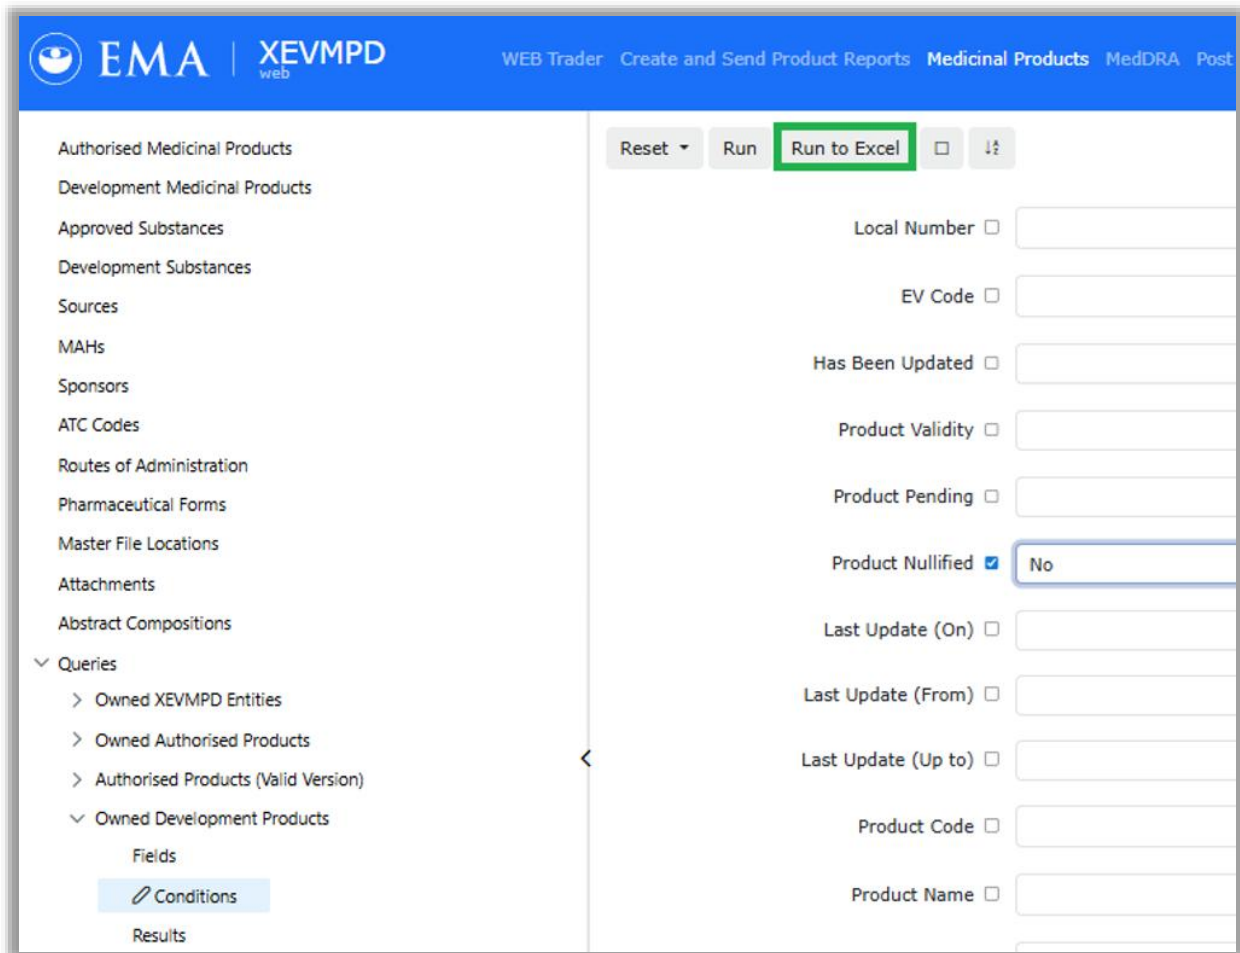 EMA | XEVMPD
web
WEB Trader Create and Send Product Reports Medicinal Products MedDRA Post
Authorised Medicinal Products
Development Medicinal Products
Approved Substances
Development Substances
Sources
MAHs
Sponsors
ATC Codes
Routes of Administration
Pharmaceutical Forms
Master File Locations
Attachments
Abstract Compositions
Queries
Owned XEVMPD Entities
Owned Authorised Products
Authorised Products (Valid Version)
Owned Development Products
Fields
Conditions
Results
Reset Run Run to Excel
Local Number
EV Code
Has Been Updated
Product Validity
Product Pending
Product Nullified No
Last Update (On)
Last Update (From)
Last Update (Up to)
Product Code
Product Name